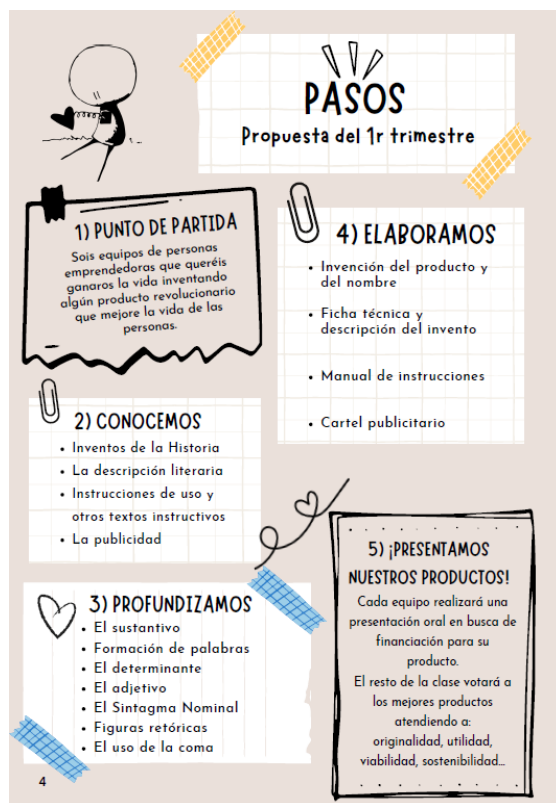 PASOS
Propuesta del 1r trimestre
1) PUNTO DE PARTIDA
Sois equipos de personas
emprendedoras que queréis
ganaros la vida inventando
algún producto revolucionario
que mejore la vida de las
personas.
2) CONOCEMOS
• Inventos de la Historia
• La descripción literaria
• Instrucciones de uso y
otros textos instructivos
• La publicidad
3) PROFUNDIZAMOS
• El sustantivo
• Formación de palabras
• El determinante
• El adjetivo
• El Sintagma Nominal
• Figuras retóricas
• El uso de la coma
4) ELABORAMOS
• Invención del producto y
del nombre
• Ficha técnica y
descripción del invento
• Manual de instrucciones
• Cartel publicitario
5) ¡PRESENTAMOS
NUESTROS PRODUCTOS!
Cada equipo realizará una
presentación oral en busca de
financiación para su
producto.
El resto de la clase votará a
los mejores productos
atendiendo a:
originalidad, utilidad,
viabilidad, sostenibilidad...
4